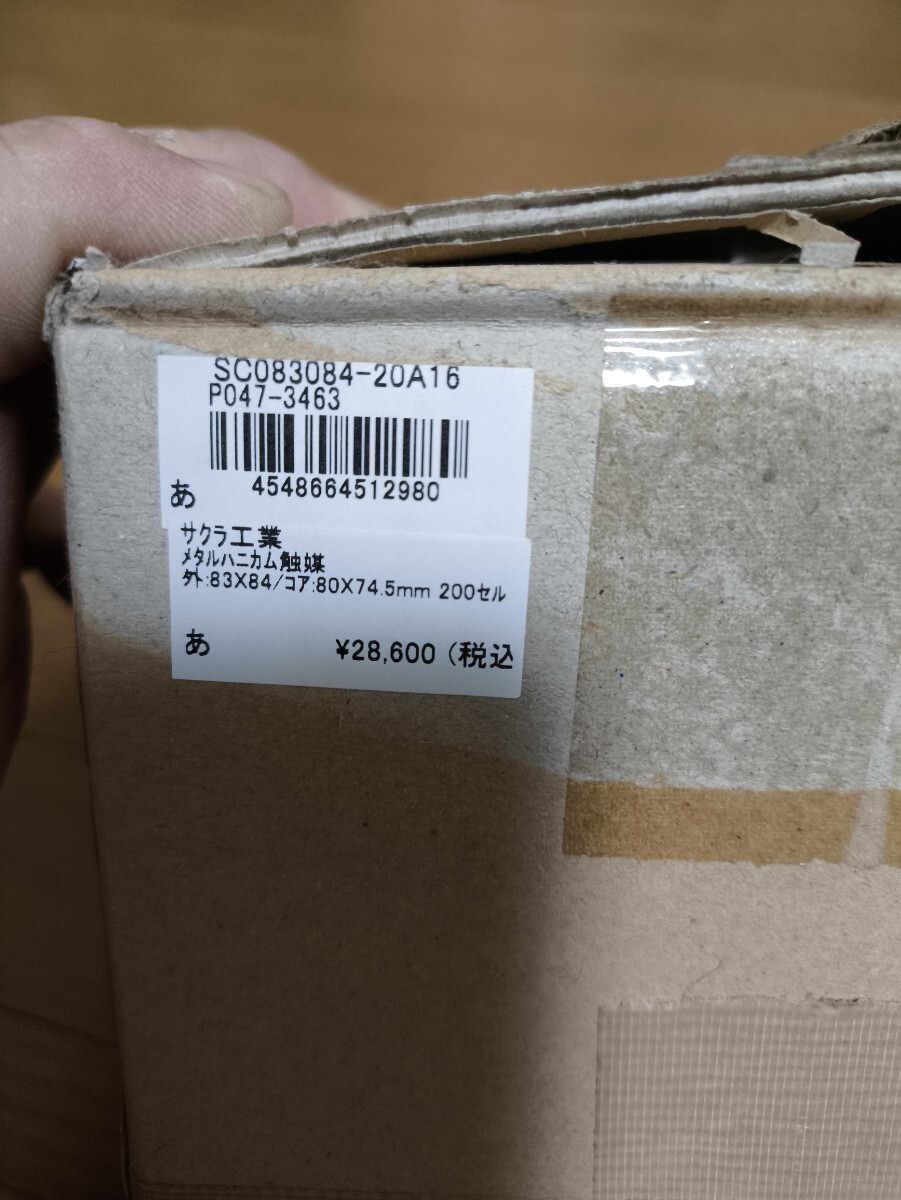 SC083084-20A16
P047-3463
4548664512980
あ
サクラ工業
メタルハニカム触媒
外:83X84/コア:80X74.5mm 200セル
あ ¥28,600(税込